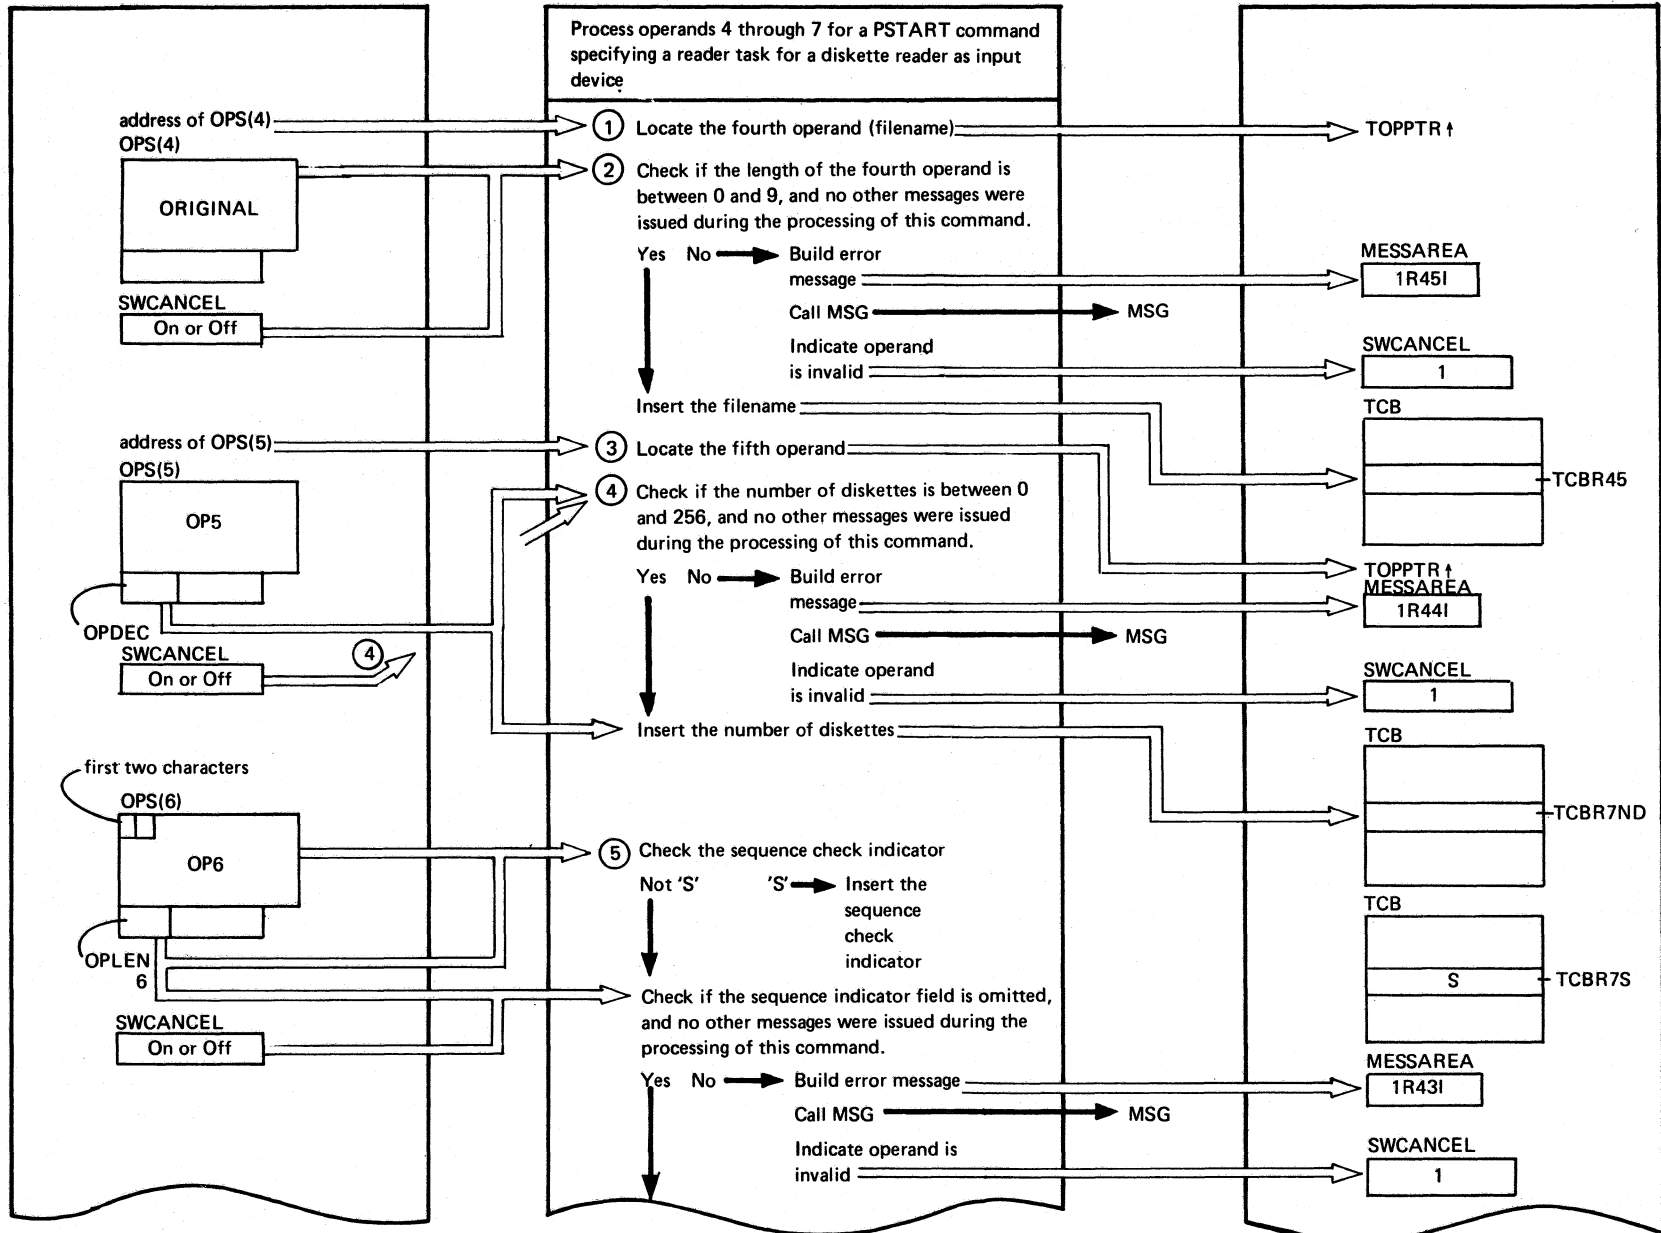 Process operands 4 through 7 for a PSTART command
specifying a reader task for a diskette reader as input
device
address of OPS(4)
OPS(4)
ORIGINAL
SWCANCEL
On or Off
1 Locate the fourth operand (filename)
TOPPTR↑
2 Check if the length of the fourth operand is
between 0 and 9, and no other messages were
issued during the processing of this command.
Yes No Build error
message
MESSAREA
1R45I
Call MSG MSG
Indicate operand
is invalid
SWCANCEL
1
Insert the filename
TCB
TCBR45
address of OPS(5)
OPS(5)
OP5
OPDEC
SWCANCEL
On or Off
4
3 Locate the fifth operand
TOPPTR↑
4 Check if the number of diskettes is between 0
and 256, and no other messages were issued
during the processing of this command.
Yes No Build error
message
MESSAREA
1R44I
Call MSG MSG
Indicate operand
is invalid
SWCANCEL
1
Insert the number of diskettes
TCB
TCBR7ND
first two characters
OPS(6)
OP6
OPLEN
6
SWCANCEL
On or Off
5 Check the sequence check indicator
Not 'S' 'S' Insert the
sequence
check
indicator
TCB
S
TCBR7S
Check if the sequence indicator field is omitted,
and no other messages were issued during the
processing of this command.
Yes No Build error message
MESSAREA
1R43I
Call MSG MSG
Indicate operand is
invalid
SWCANCEL
1